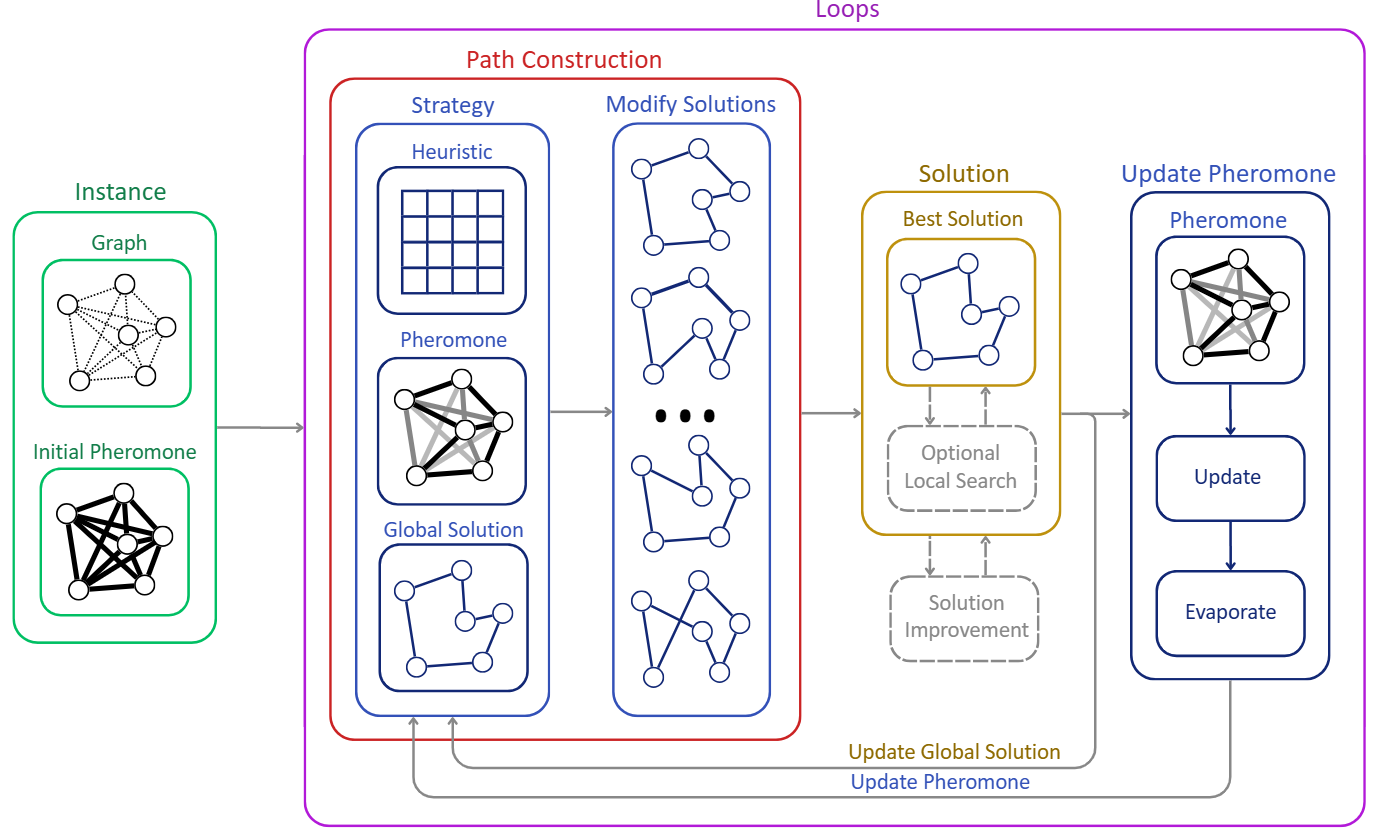 Loops
Path Construction
Strategy
Modify Solutions
Heuristic
Instance
Graph
Initial Pheromone
Pheromone
Global Solution
Solution
Best Solution
Optional
Local Search
Solution
Improvement
Update Pheromone
Pheromone
Update
Evaporate
Update Global Solution
Update Pheromone